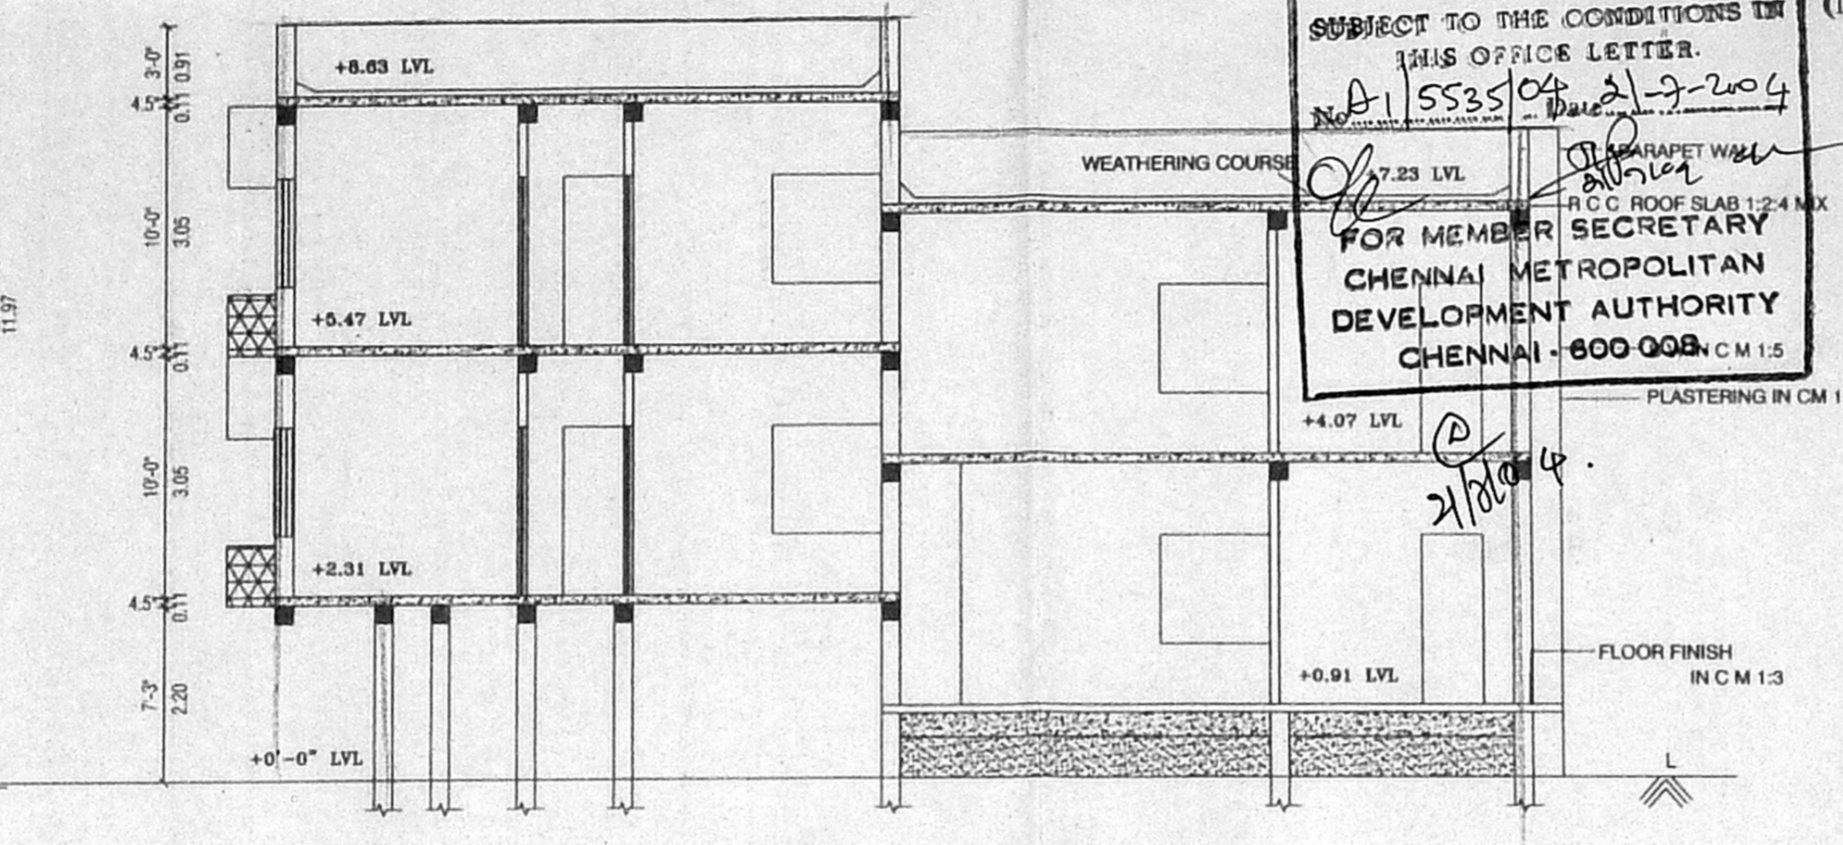 SUBJECT TO THE CONDITIONS IN
THIS OFFICE LETTER.
No A1/5535/04 Date 21-7-2004
FOR MEMBER SECRETARY
CHENNAI METROPOLITAN
DEVELOPMENT AUTHORITY
CHENNAI - 600 008.
3'-0"
0.91
4.5"
0.11
10'-0"
3.05
4.5"
0.11
10'-0"
3.05
4.5"
0.11
7'-3"
2.20
11.97
+8.63 LVL
WEATHERING COURSE
+7.23 LVL
PARAPET WALL
R C C ROOF SLAB 1:2:4 MIX
+5.47 LVL
IN C M 1:5
PLASTERING IN CM 1
+4.07 LVL
+2.31 LVL
FLOOR FINISH
IN C M 1:3
+0.91 LVL
+0'-0" LVL
L